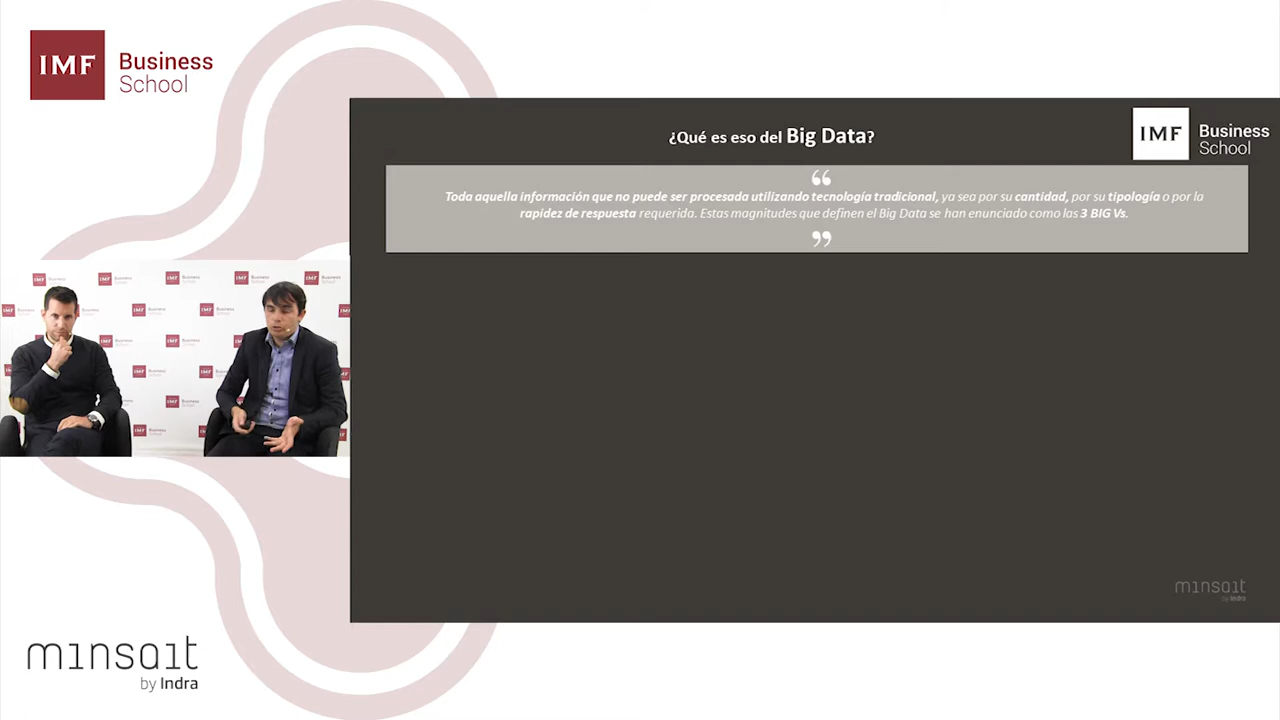 IMF Business School
¿Qué es eso del Big Data?
IMF Business School
“
Toda aquella información que no puede ser procesada utilizando tecnología tradicional, ya sea por su cantidad, por su tipología o por la
rapidez de respuesta requerida. Estas magnitudes que definen el Big Data se han enunciado como las 3 BIG Vs.
”
minsait
by Indra
minsait
by Indra